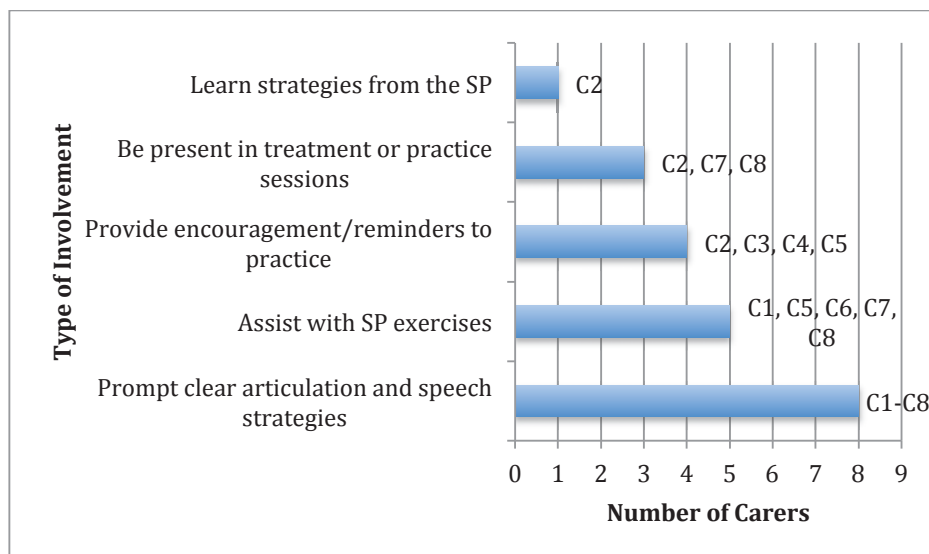 Type of Involvement
Learn strategies from the SP
C2
Be present in treatment or practice
sessions
C2, C7, C8
Provide encouragement/reminders to
practice
C2, C3, C4, C5
Assist with SP exercises
C1, C5, C6, C7,
C8
Prompt clear articulation and speech
strategies
C1-C8
0 1 2 3 4 5 6 7 8 9
Number of Carers